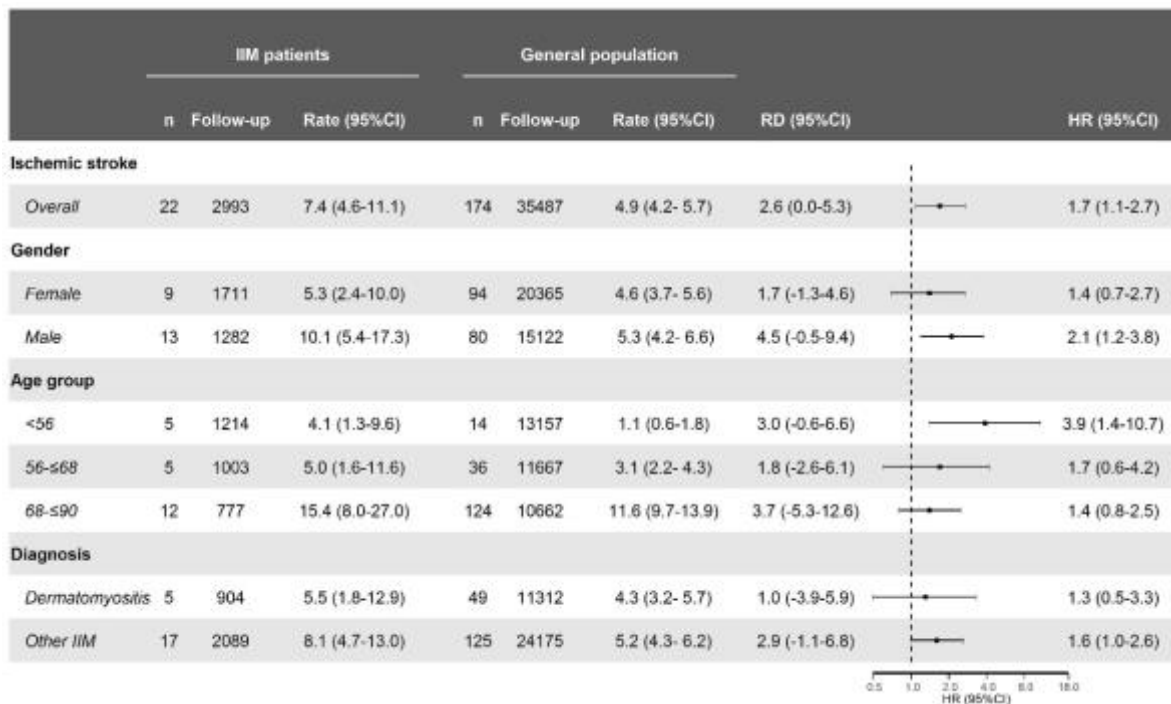 IIM patients General population
n Follow-up Rate (95%CI) n Follow-up Rate (95%CI) RD (95%CI) HR (95%CI)
Ischemic stroke
Overall 22 2993 7.4 (4.6-11.1) 174 35487 4.9 (4.2- 5.7) 2.6 (0.0-5.3) 1.7 (1.1-2.7)
Gender
Female 9 1711 5.3 (2.4-10.0) 94 20365 4.6 (3.7- 5.6) 1.7 (-1.3-4.6) 1.4 (0.7-2.7)
Male 13 1282 10.1 (5.4-17.3) 80 15122 5.3 (4.2- 6.6) 4.5 (-0.5-9.4) 2.1 (1.2-3.8)
Age group
<56 5 1214 4.1 (1.3-9.6) 14 13157 1.1 (0.6-1.8) 3.0 (-0.6-6.6) 3.9 (1.4-10.7)
56-≤68 5 1003 5.0 (1.6-11.6) 36 11667 3.1 (2.2- 4.3) 1.8 (-2.6-6.1) 1.7 (0.6-4.2)
68-≤90 12 777 15.4 (8.0-27.0) 124 10662 11.6 (9.7-13.9) 3.7 (-5.3-12.6) 1.4 (0.8-2.5)
Diagnosis
Dermatomyositis 5 904 5.5 (1.8-12.9) 49 11312 4.3 (3.2- 5.7) 1.0 (-3.9-5.9) 1.3 (0.5-3.3)
Other IIM 17 2089 8.1 (4.7-13.0) 125 24175 5.2 (4.3- 6.2) 2.9 (-1.1-6.8) 1.6 (1.0-2.6)
0.5 1.0 2.0 4.0 8.0 16.0
HR (95%CI)